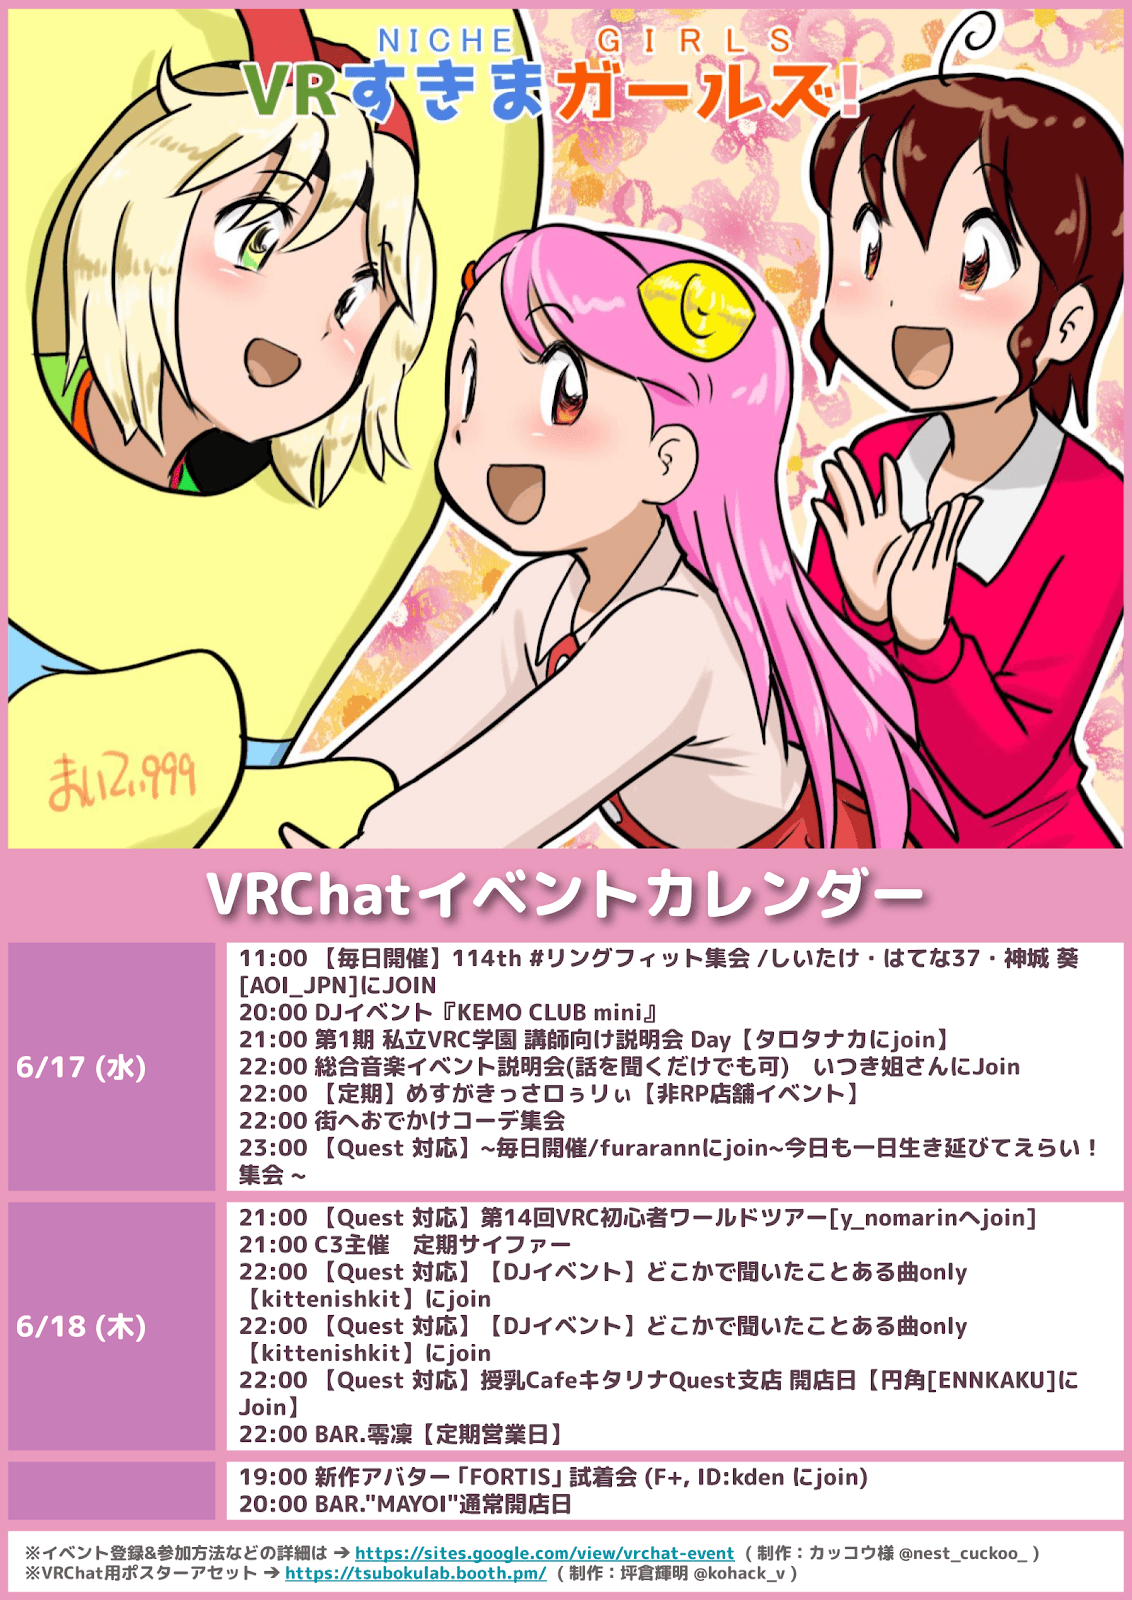 NICHE GIRLS
VRすきまガールズ!
まいてぃ999
VRChatイベントカレンダー
6/17 (水)
11:00 【毎日開催】114th #リングフィット集会 /しいたけ・はてな37・神城 葵
[AOI_JPN]にJOIN
20:00 DJイベント『KEMO CLUB mini』
21:00 第1期 私立VRC学園 講師向け説明会 Day【タロタナカにjoin】
22:00 総合音楽イベント説明会(話を聞くだけでも可)　いつき姐さんにJoin
22:00 【定期】めすがきっさロぅリぃ【非RP店舗イベント】
22:00 街へおでかけコーデ集会
23:00 【Quest 対応】~毎日開催/furarannにjoin~今日も一日生き延びてえらい！
集会 ~
6/18 (木)
21:00 【Quest 対応】第14回VRC初心者ワールドツアー[y_nomarinへjoin]
21:00 C3主催　定期サイファー
22:00 【Quest 対応】【DJイベント】どこかで聞いたことある曲only
【kittenishkit】にjoin
22:00 【Quest 対応】【DJイベント】どこかで聞いたことある曲only
【kittenishkit】にjoin
22:00 【Quest 対応】授乳CafeキタリナQuest支店 開店日【円角[ENNKAKU]に
Join】
22:00 BAR.零凜【定期営業日】
19:00 新作アバター「FORTIS」試着会 (F+, ID:kden にjoin)
20:00 BAR."MAYOI"通常開店日
※イベント登録&参加方法などの詳細は ➔ https://sites.google.com/view/vrchat-event ( 制作：カッコウ様 @nest_cuckoo_ )
※VRChat用ポスターアセット ➔ https://tsubokulab.booth.pm/ ( 制作：坪倉輝明 @kohack_v )